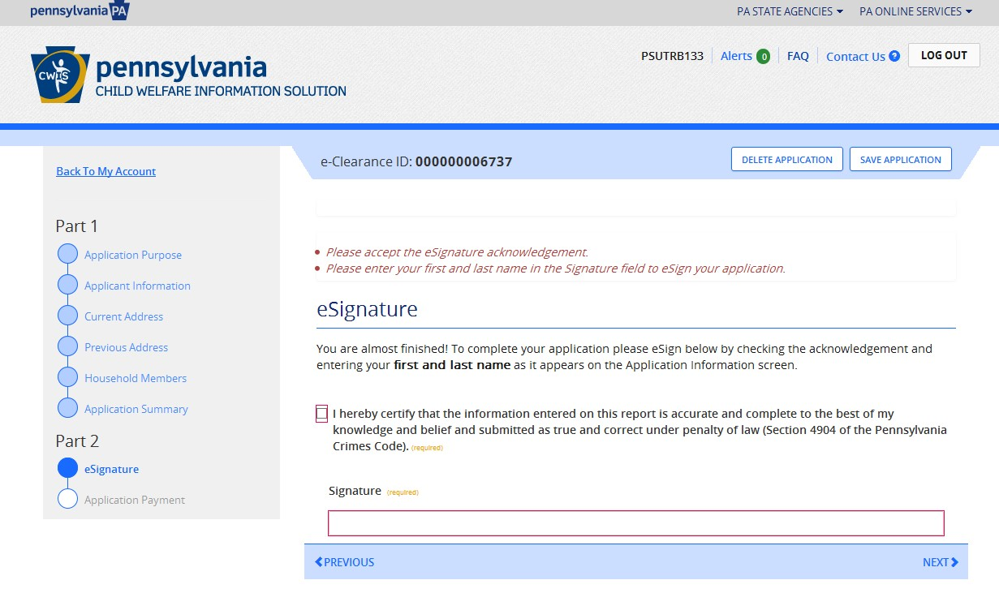 pennsylvania PA
PA STATE AGENCIES PA ONLINE SERVICES
PSUTRB133 Alerts 0 FAQ Contact Us ? LOG OUT
CWIS
pennsylvania
CHILD WELFARE INFORMATION SOLUTION
Back To My Account
e-Clearance ID: 000000006737
DELETE APPLICATION SAVE APPLICATION
Part 1
Application Purpose
Applicant Information
Current Address
Previous Address
Household Members
Application Summary
Part 2
eSignature
Application Payment
Please accept the eSignature acknowledgement.
Please enter your first and last name in the Signature field to eSign your application.
eSignature
You are almost finished! To complete your application please eSign below by checking the acknowledgement and
entering your first and last name as it appears on the Application Information screen.
I hereby certify that the information entered on this report is accurate and complete to the best of my
knowledge and belief and submitted as true and correct under penalty of law (Section 4904 of the Pennsylvania
Crimes Code). (required)
Signature (required)
PREVIOUS
NEXT